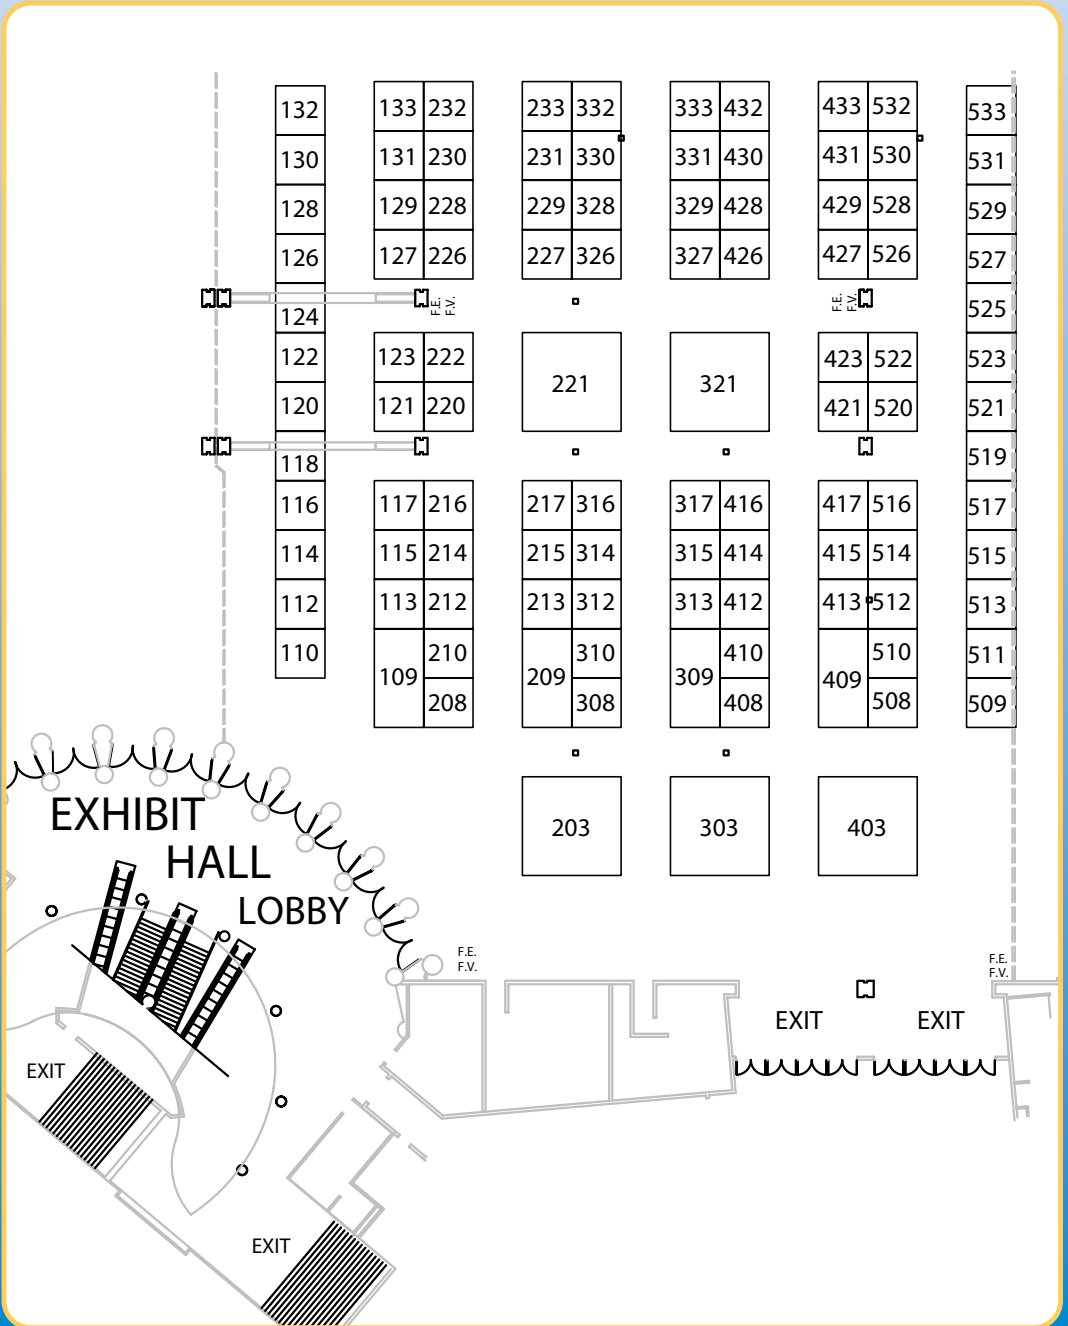 132 133 232 233 332 333 432 433 532 533
130 131 230 231 330 331 430 431 530 531
128 129 228 229 328 329 428 429 528 529
126 127 226 227 326 327 426 427 526 527
124 F.E. F.V. F.E. F.V. 525
122 123 222 221 321 423 522 523
120 121 220 421 520 521
118 519
116 117 216 217 316 317 416 417 516 517
114 115 214 215 314 315 414 415 514 515
112 113 212 213 312 313 412 413 512 513
110 109 210 209 310 309 410 409 510 511
208 308 408 508 509
203 303 403
EXHIBIT
HALL
LOBBY
F.E.
F.V.
F.E.
F.V.
EXIT EXIT
EXIT
EXIT